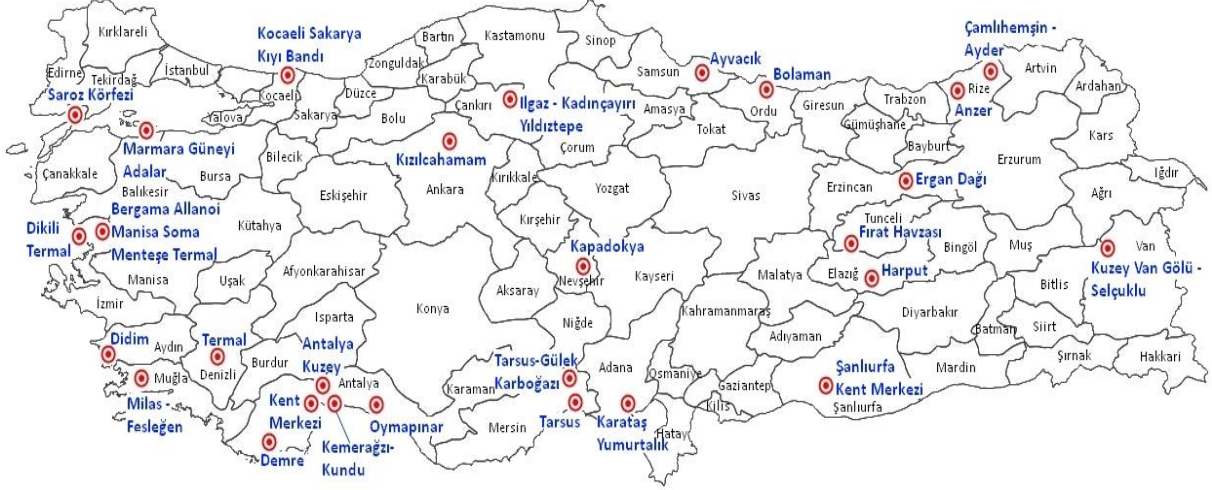 Kırklareli
Edirne
Tekirdağ
İstanbul
Saroz Körfezi
Kocaeli Sakarya
Kıyı Bandı
Kocaeli
Yalova
Sakarya
Düzce
Zonguldak
Bartın
Karabük
Kastamonu
Çankırı
Bolu
Sinop
Samsun
Ayvacık
Bolaman
Ordu
Amasya
Tokat
Çorum
Ilgaz - Kadınçayırı
Yıldıztepe
Kızılcahamam
Giresun
Trabzon
Gümüşhane
Bayburt
Çamlıhemşin -
Ayder
Rize
Anzer
Artvin
Ardahan
Kars
Iğdır
Ağrı
Erzurum
Erzincan
Ergan Dağı
Marmara Güneyi
Adalar
Çanakkale
Balıkesir
Bursa
Bilecik
Eskişehir
Kütahya
Ankara
Kırıkkale
Kırşehir
Yozgat
Sivas
Bergama Allanoi
Manisa Soma
Menteşe Termal
Dikili
Termal
Manisa
Uşak
İzmir
Afyonkarahisar
Konya
Aksaray
Kapadokya
Nevşehir
Niğde
Kayseri
Malatya
Tunceli
Fırat Havzası
Elazığ
Harput
Bingöl
Muş
Bitlis
Van
Kuzey Van Gölü -
Selçuklu
Diyarbakır
Batman
Siirt
Şırnak
Hakkari
Mardin
Adıyaman
Şanlıurfa
Kent Merkezi
Şanlıurfa
Kahramanmaraş
Gaziantep
Kilis
Osmaniye
Hatay
Adana
Karataş
Yumurtalık
Tarsus-Gülek
Karboğazı
Tarsus
Mersin
Karaman
Isparta
Burdur
Antalya
Kuzey
Antalya
Kent
Merkezi
Oymapınar
Kemerağzı-
Kundu
Demre
Termal
Denizli
Didim
Aydın
Muğla
Milas -
Fesleğen